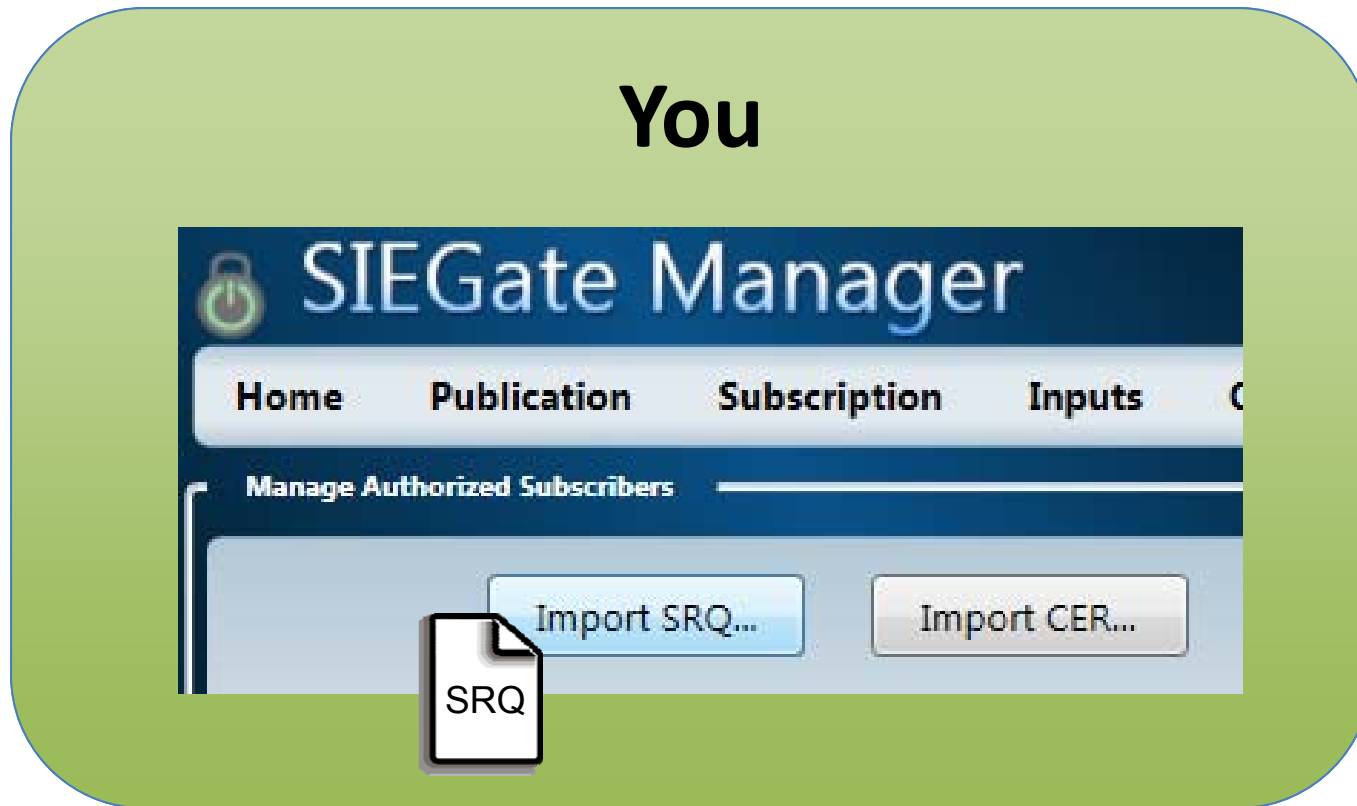 You
SIEGate Manager
Home Publication Subscription Inputs
Manage Authorized Subscribers
Import SRQ... Import CER...
SRQ